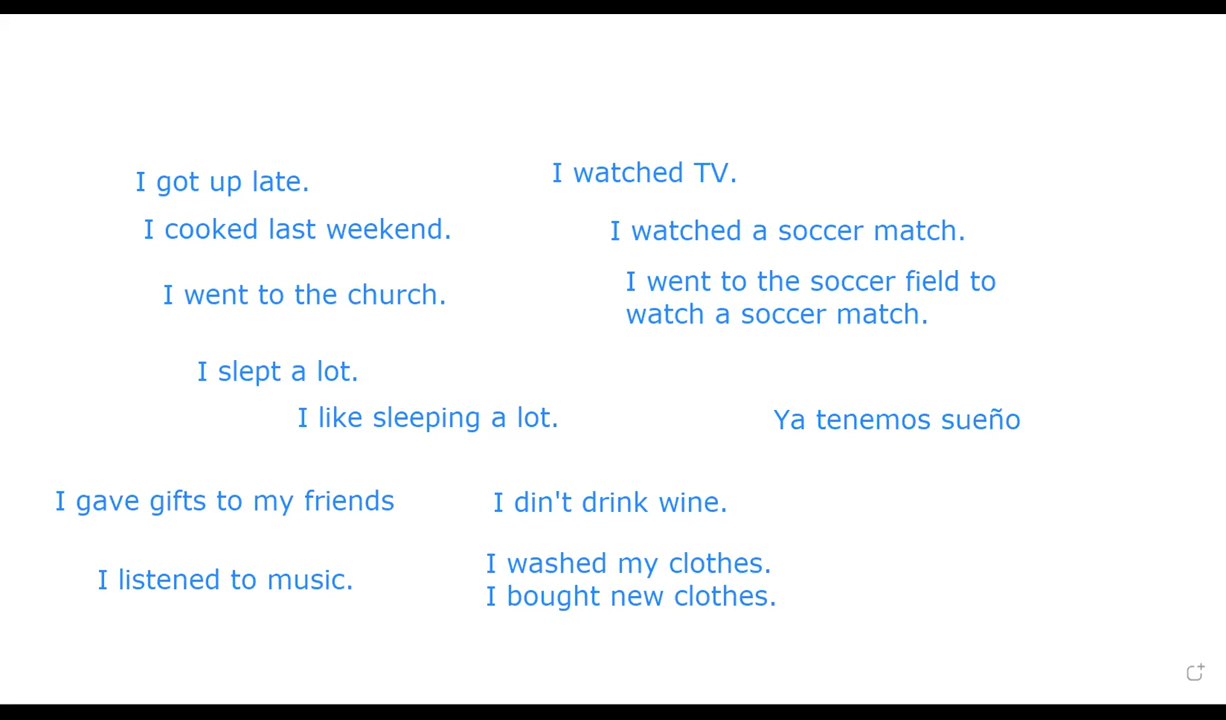 I got up late.
I watched TV.
I cooked last weekend.
I watched a soccer match.
I went to the church.
I went to the soccer field to
watch a soccer match.
I slept a lot.
I like sleeping a lot.
Ya tenemos sueño
I gave gifts to my friends
I din't drink wine.
I listened to music.
I washed my clothes.
I bought new clothes.